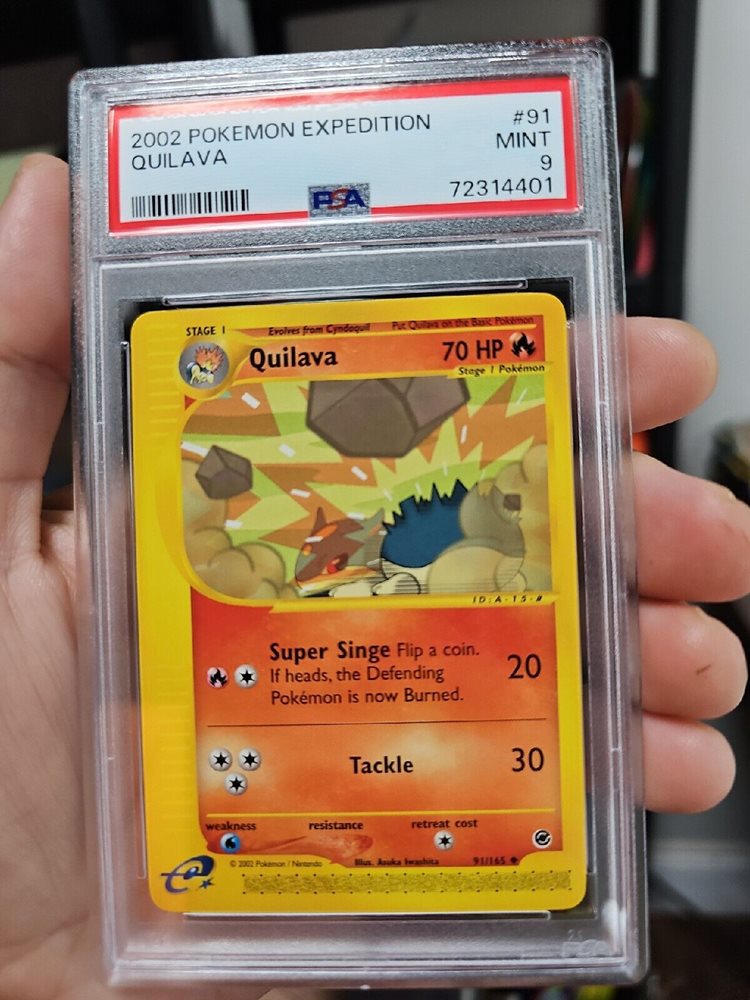 2002 POKEMON EXPEDITION #91
QUILAVA MINT
9
PSA 72314401
STAGE 1 Evolves from Cyndaquil Put Quilava on the Basic Pokémon
Quilava 70 HP
Stage 1 Pokémon
ID:A-15-#
Super Singe Flip a coin.
If heads, the Defending 20
Pokémon is now Burned.
Tackle 30
weakness resistance retreat cost
© 2002 Pokémon / Nintendo Illus. Asuka Iwashita 91/165
e